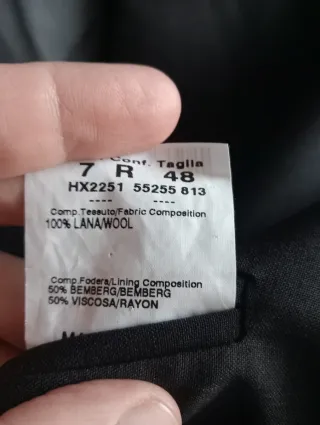 Conf. Taglia
7 R 48
HX2251 55255 813
---- ----
Comp.Tessuto/Fabric Composition
100% LANA/WOOL
Comp.Fodera/Lining Composition
50% BEMBERG/BEMBERG
50% VISCOSA/RAYON